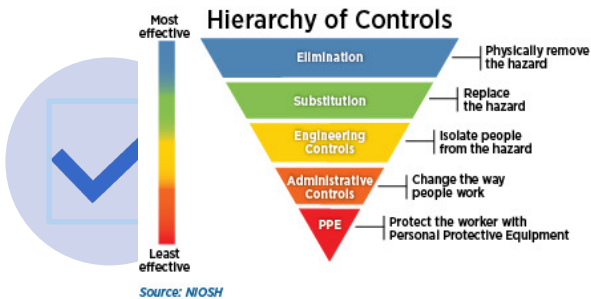 Hierarchy of Controls
Most
effective
Elimination
Physically remove
the hazard
Substitution
Replace
the hazard
Engineering
Controls
Isolate people
from the hazard
Administrative
Controls
Change the way
people work
PPE
Protect the worker with
Personal Protective Equipment
Least
effective
Source: NIOSH